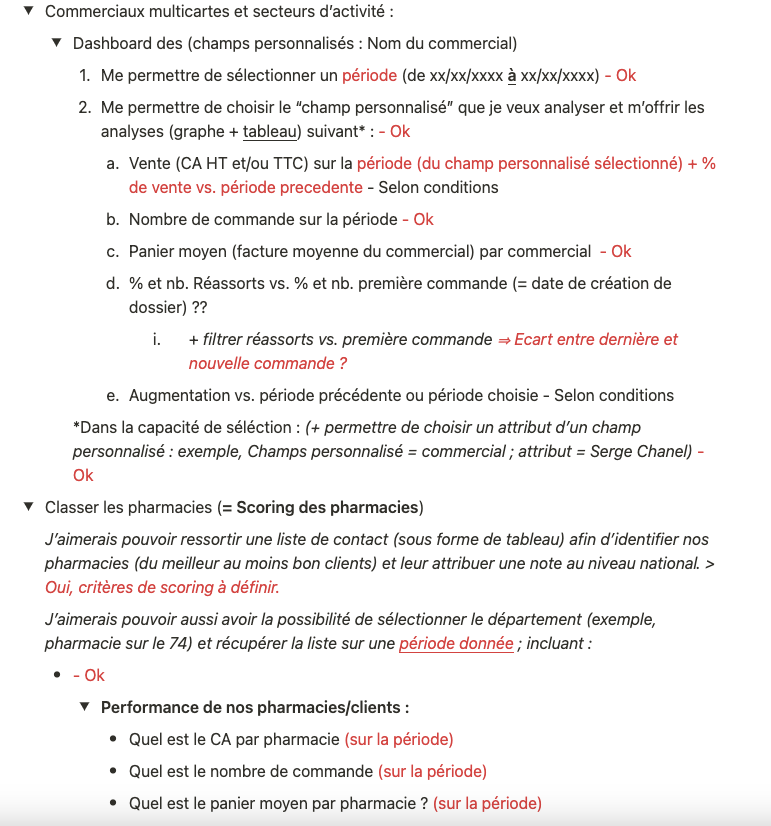 ▼ Commerciaux multicartes et secteurs d’activité :
▼ Dashboard des (champs personnalisés : Nom du commercial)
1. Me permettre de sélectionner un période (de xx/xx/xxxx à xx/xx/xxxx) - Ok
2. Me permettre de choisir le “champ personnalisé” que je veux analyser et m’offrir les
analyses (graphe + tableau) suivant* : - Ok
a. Vente (CA HT et/ou TTC) sur la période (du champ personnalisé sélectionné) + %
de vente vs. période precedente - Selon conditions
b. Nombre de commande sur la période - Ok
c. Panier moyen (facture moyenne du commercial) par commercial - Ok
d. % et nb. Réassorts vs. % et nb. première commande (= date de création de
dossier) ??
i. + filtrer réassorts vs. première commande ⇒ Ecart entre dernière et
nouvelle commande ?
e. Augmentation vs. période précédente ou période choisie - Selon conditions
*Dans la capacité de séléction : (+ permettre de choisir un attribut d’un champ
personnalisé : exemple, Champs personnalisé = commercial ; attribut = Serge Chanel) -
Ok
▼ Classer les pharmacies (= Scoring des pharmacies)
J’aimerais pouvoir ressortir une liste de contact (sous forme de tableau) afin d’identifier nos
pharmacies (du meilleur au moins bon clients) et leur attribuer une note au niveau national. >
Oui, critères de scoring à définir.
J’aimerais pouvoir aussi avoir la possibilité de sélectionner le département (exemple,
pharmacie sur le 74) et récupérer la liste sur une période donnée ; incluant :
• - Ok
▼ Performance de nos pharmacies/clients :
• Quel est le CA par pharmacie (sur la période)
• Quel est le nombre de commande (sur la période)
• Quel est le panier moyen par pharmacie ? (sur la période)